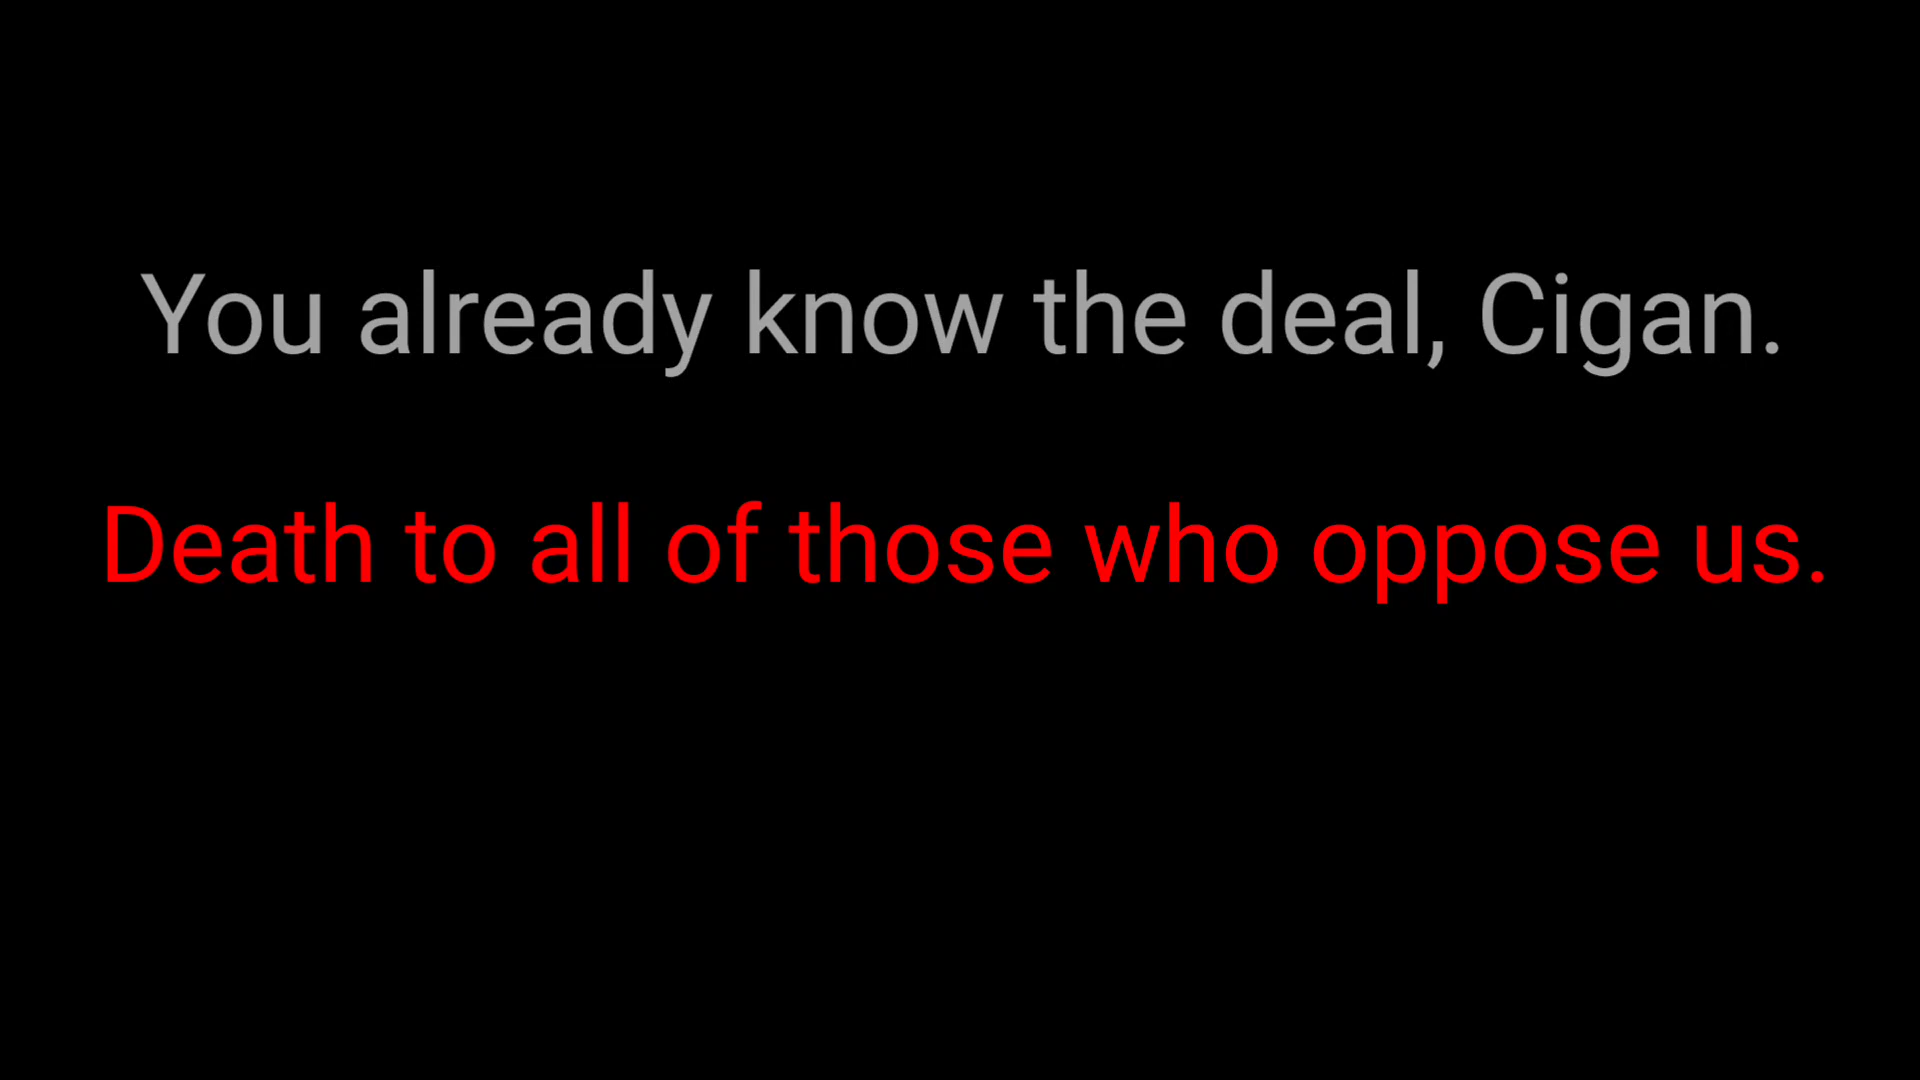 You already know the deal, Cigan.
Death to all of those who oppose us.